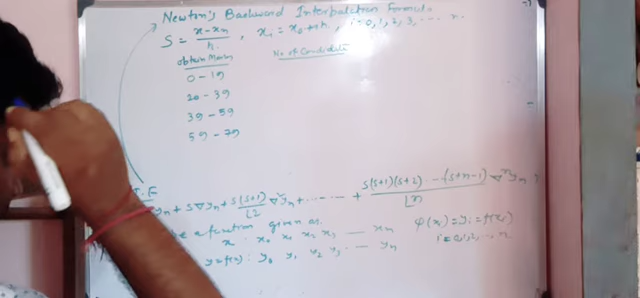 Newton's Backward Interpolation Formula
S = (x - xn)/h, xi = x0 + ih, i = 0, 1, 2, 3, ... n.
obtain Marks No of Candidate
0 - 19
20 - 39
39 - 59
59 - 79
yn + S∇yn + S(S+1)/⌊2 ∇²yn + ...... + S(S+1)(S+2) ... (S+n-1)/⌊n ∇ⁿyn
a function given as
x x0 x1 x2 x3 ... xn φ(xi) = yi = f(xi)
y = f(x) : y0 y1 y2 y3 ... yn i = 0, 1, 2, ... n